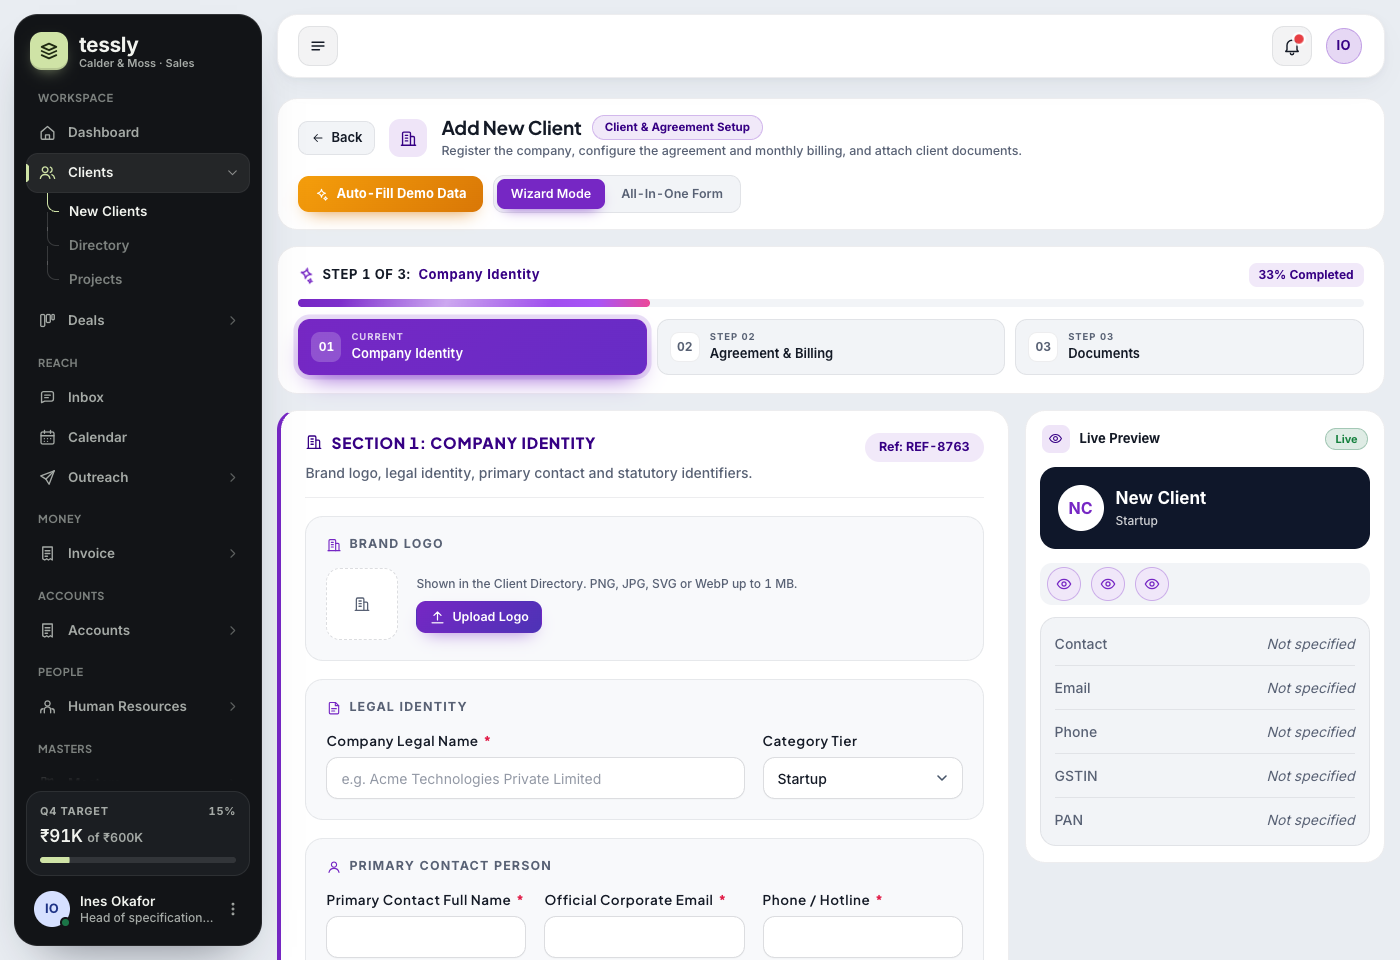 tessly
Calder & Moss · Sales
WORKSPACE
Dashboard
Clients
New Clients
Directory
Projects
Deals
REACH
Inbox
Calendar
Outreach
MONEY
Invoice
ACCOUNTS
Accounts
PEOPLE
Human Resources
MASTERS
Q4 TARGET 15%
₹91K of ₹600K
IO
Ines Okafor
Head of specification...
IO
Back
Add New Client
Client & Agreement Setup
Register the company, configure the agreement and monthly billing, and attach client documents.
Auto-Fill Demo Data
Wizard Mode
All-In-One Form
STEP 1 OF 3: Company Identity
33% Completed
01
CURRENT
Company Identity
02
STEP 02
Agreement & Billing
03
STEP 03
Documents
SECTION 1: COMPANY IDENTITY
Ref: REF-8763
Brand logo, legal identity, primary contact and statutory identifiers.
BRAND LOGO
Shown in the Client Directory. PNG, JPG, SVG or WebP up to 1 MB.
Upload Logo
LEGAL IDENTITY
Company Legal Name *
e.g. Acme Technologies Private Limited
Category Tier
Startup
PRIMARY CONTACT PERSON
Primary Contact Full Name *
Official Corporate Email *
Phone / Hotline *
Live Preview
Live
NC
New Client
Startup
Contact Not specified
Email Not specified
Phone Not specified
GSTIN Not specified
PAN Not specified